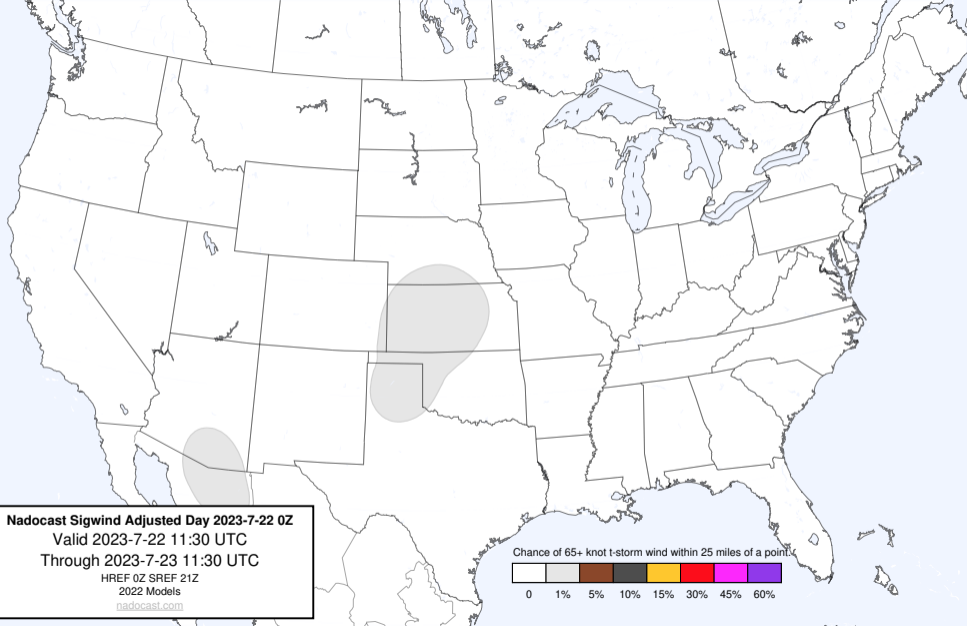 Nadocast Sigwind Adjusted Day 2023-7-22 0Z
Valid 2023-7-22 11:30 UTC
Through 2023-7-23 11:30 UTC
HREF 0Z SREF 21Z
2022 Models
nadocast.com
Chance of 65+ knot t-storm wind within 25 miles of a point.
0 1% 5% 10% 15% 30% 45% 60%